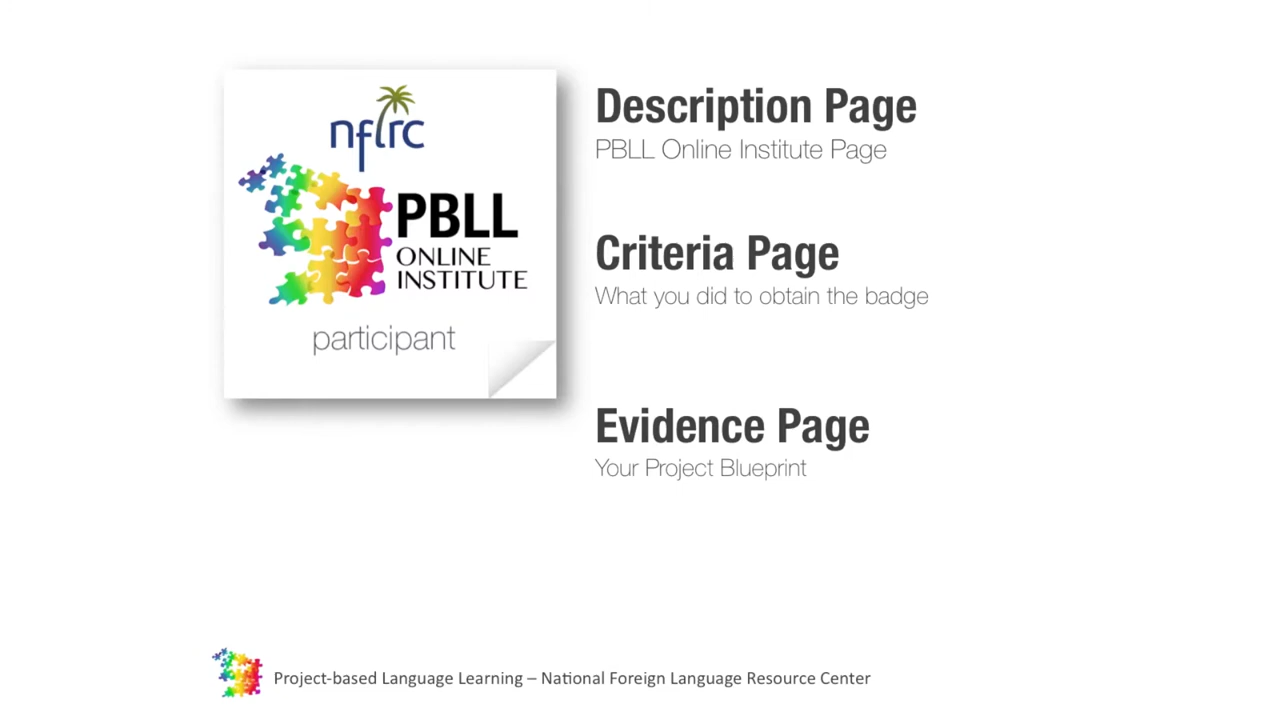 nflrc
PBLL
ONLINE
INSTITUTE
participant
Description Page
PBLL Online Institute Page
Criteria Page
What you did to obtain the badge
Evidence Page
Your Project Blueprint
Project-based Language Learning – National Foreign Language Resource Center